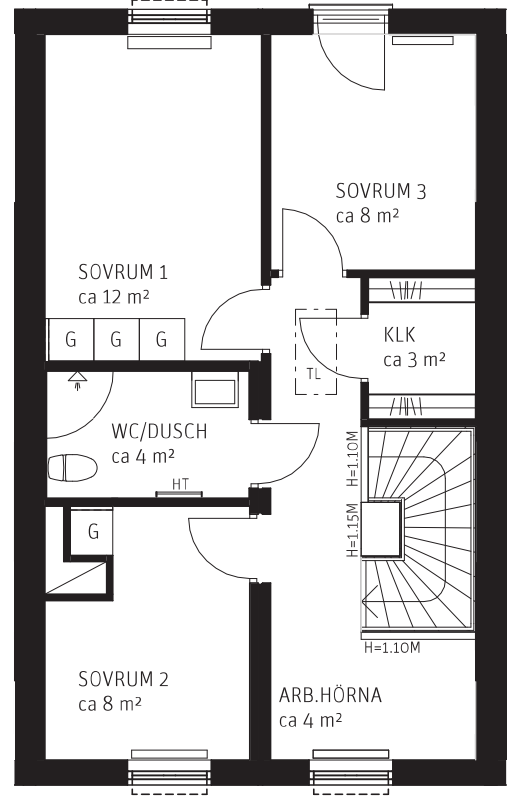 SOVRUM 3
ca 8 m²
SOVRUM 1
ca 12 m²
G G G
KLK
ca 3 m²
TL
WC/DUSCH
ca 4 m²
HT
H=1.10M
H=1.15M
G
H=1.10M
SOVRUM 2
ca 8 m²
ARB.HÖRNA
ca 4 m²